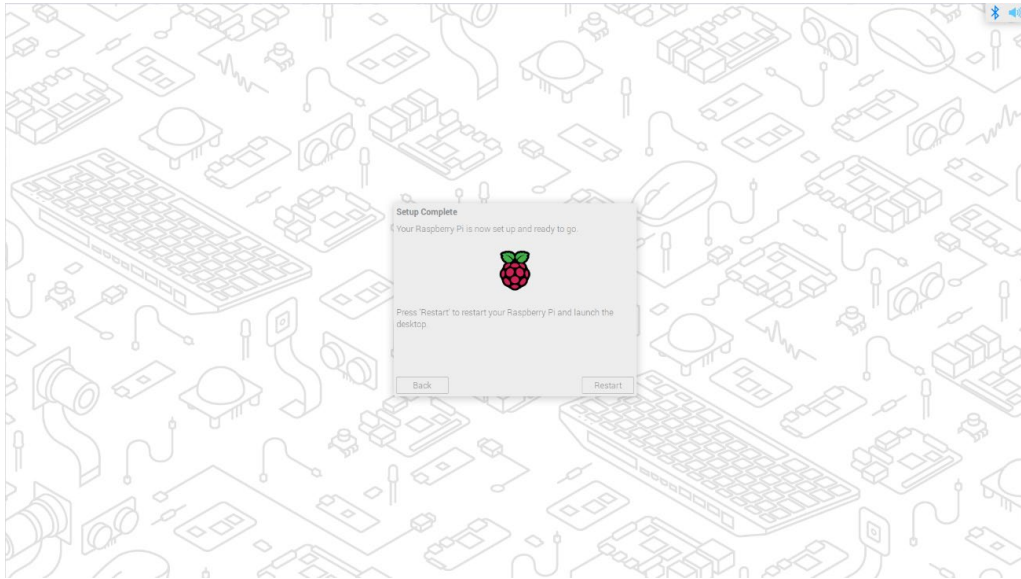 Setup Complete
Your Raspberry Pi is now set up and ready to go.
Press 'Restart' to restart your Raspberry Pi and launch the
desktop.
Back
Restart